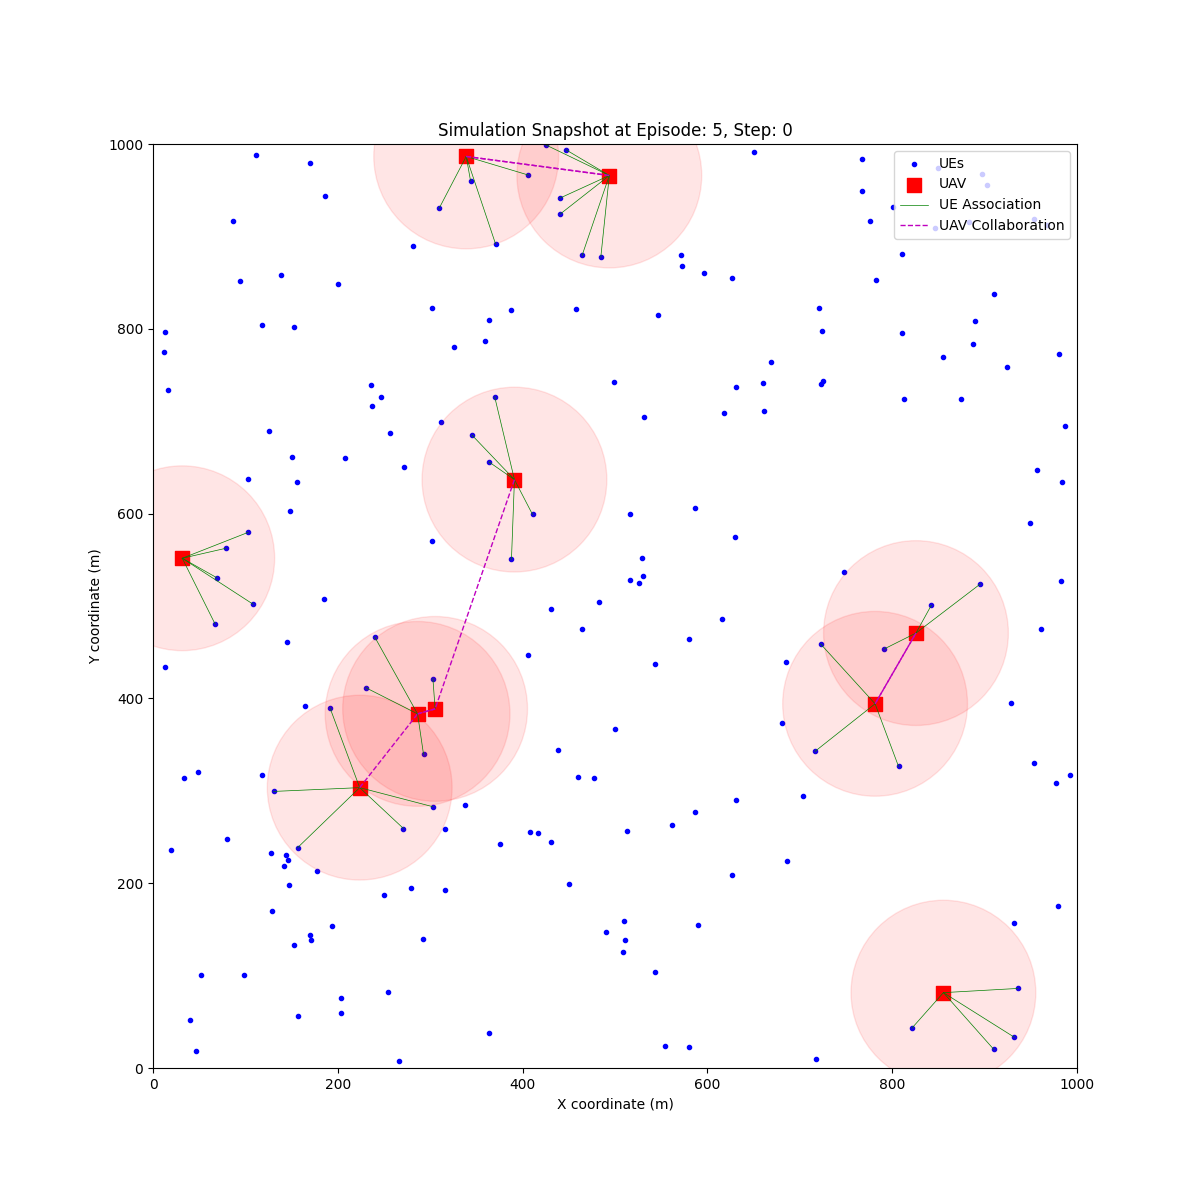 Simulation Snapshot at Episode: 5, Step: 0
UEs
UAV
UE Association
UAV Collaboration
1000
800
600
400
200
0
Y coordinate (m)
0 200 400 600 800 1000
X coordinate (m)